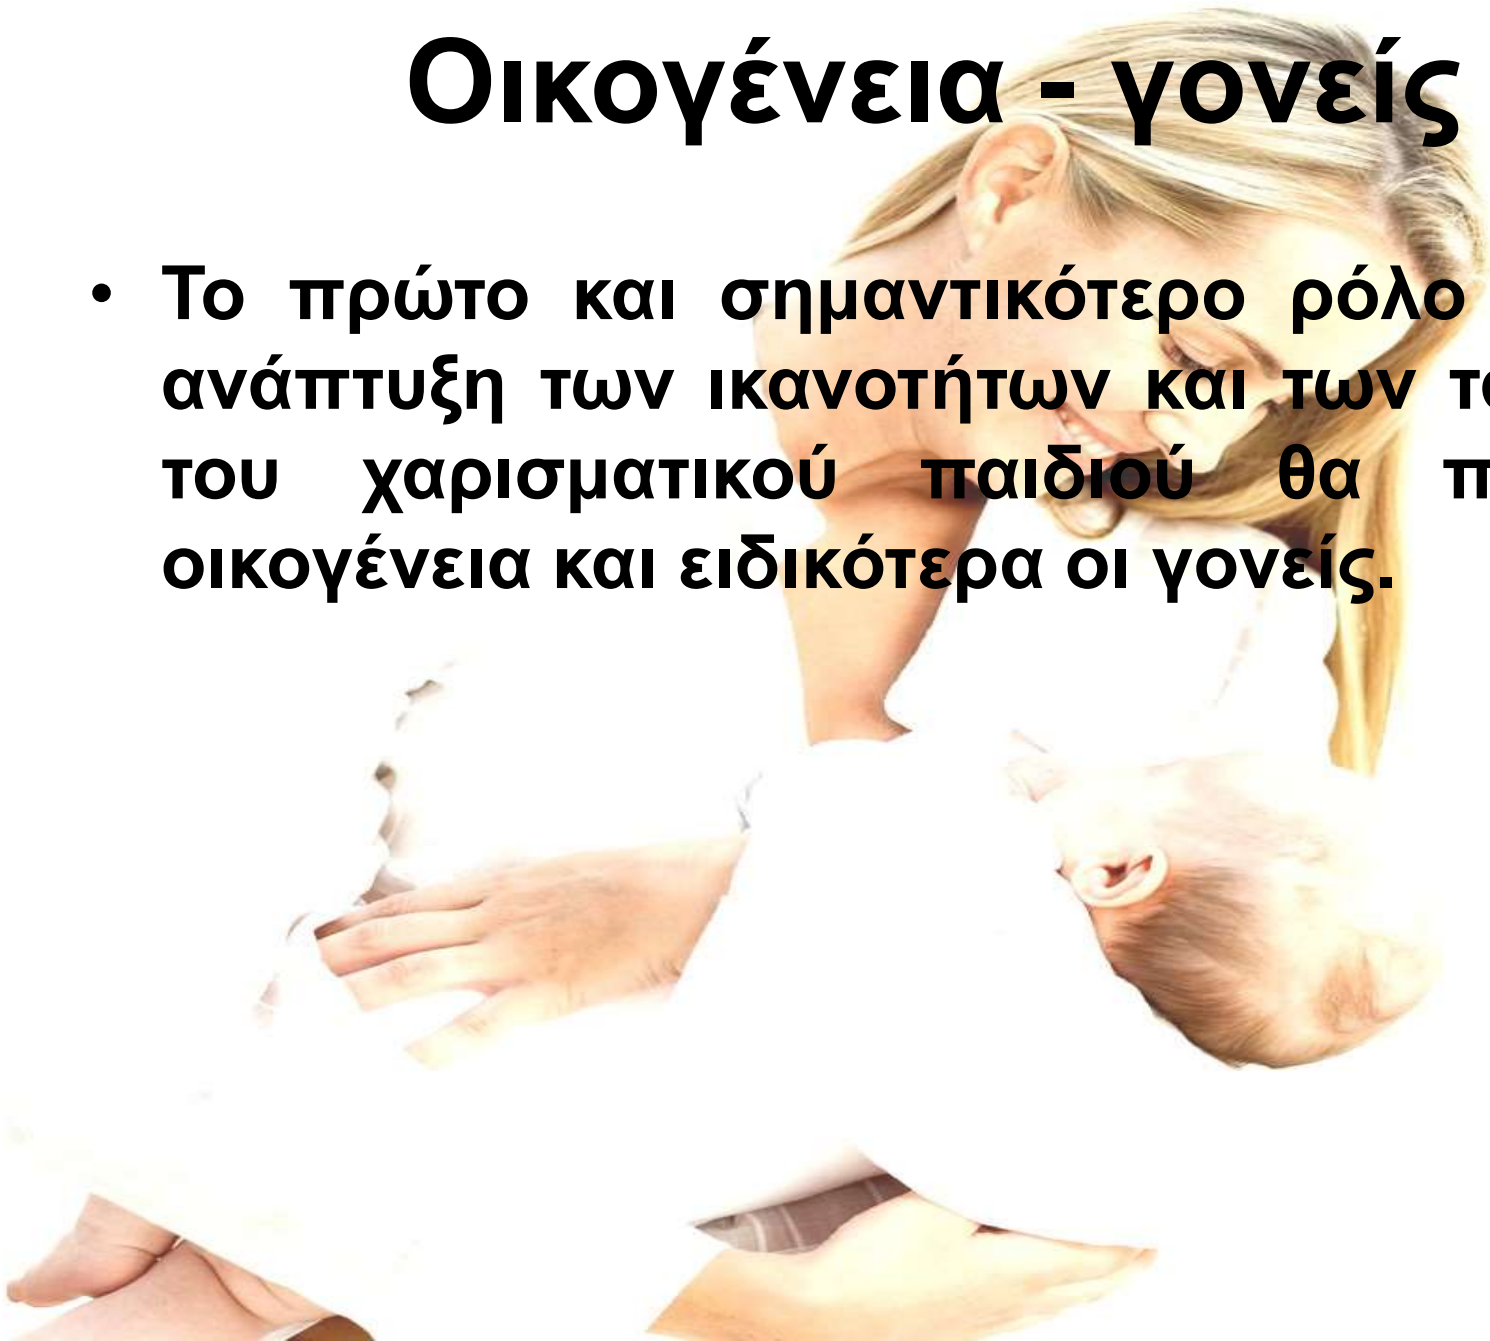 Οικογένεια - γονείς
• Το πρώτο και σημαντικότερο ρόλο
ανάπτυξη των ικανοτήτων και των
του χαρισματικού παιδιού θα
οικογένεια και ειδικότερα οι γονείς.